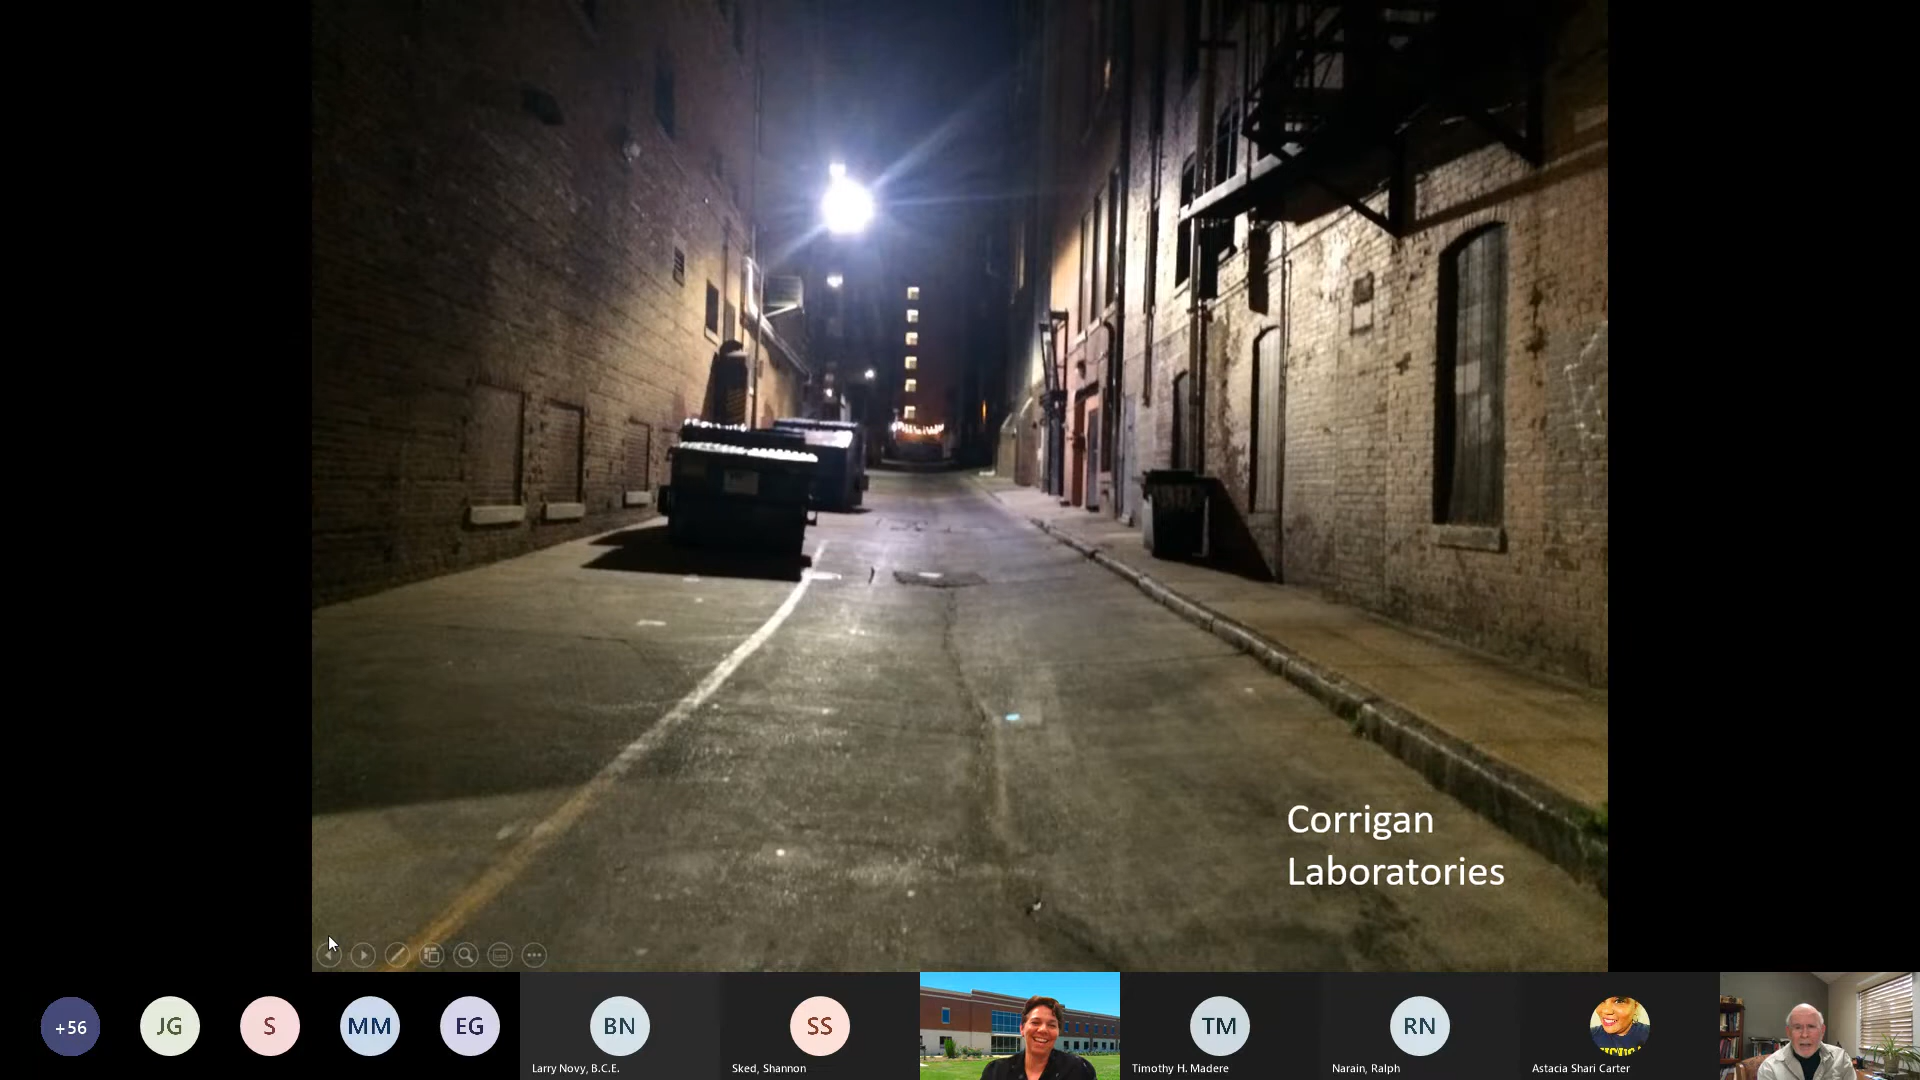 Corrigan
Laboratories
+56
JG
S
MM
EG
BN
Larry Novy, B.C.E.
SS
Sked, Shannon
TM
Timothy H. Madere
RN
Narain, Ralph
Astacia Shari Carter